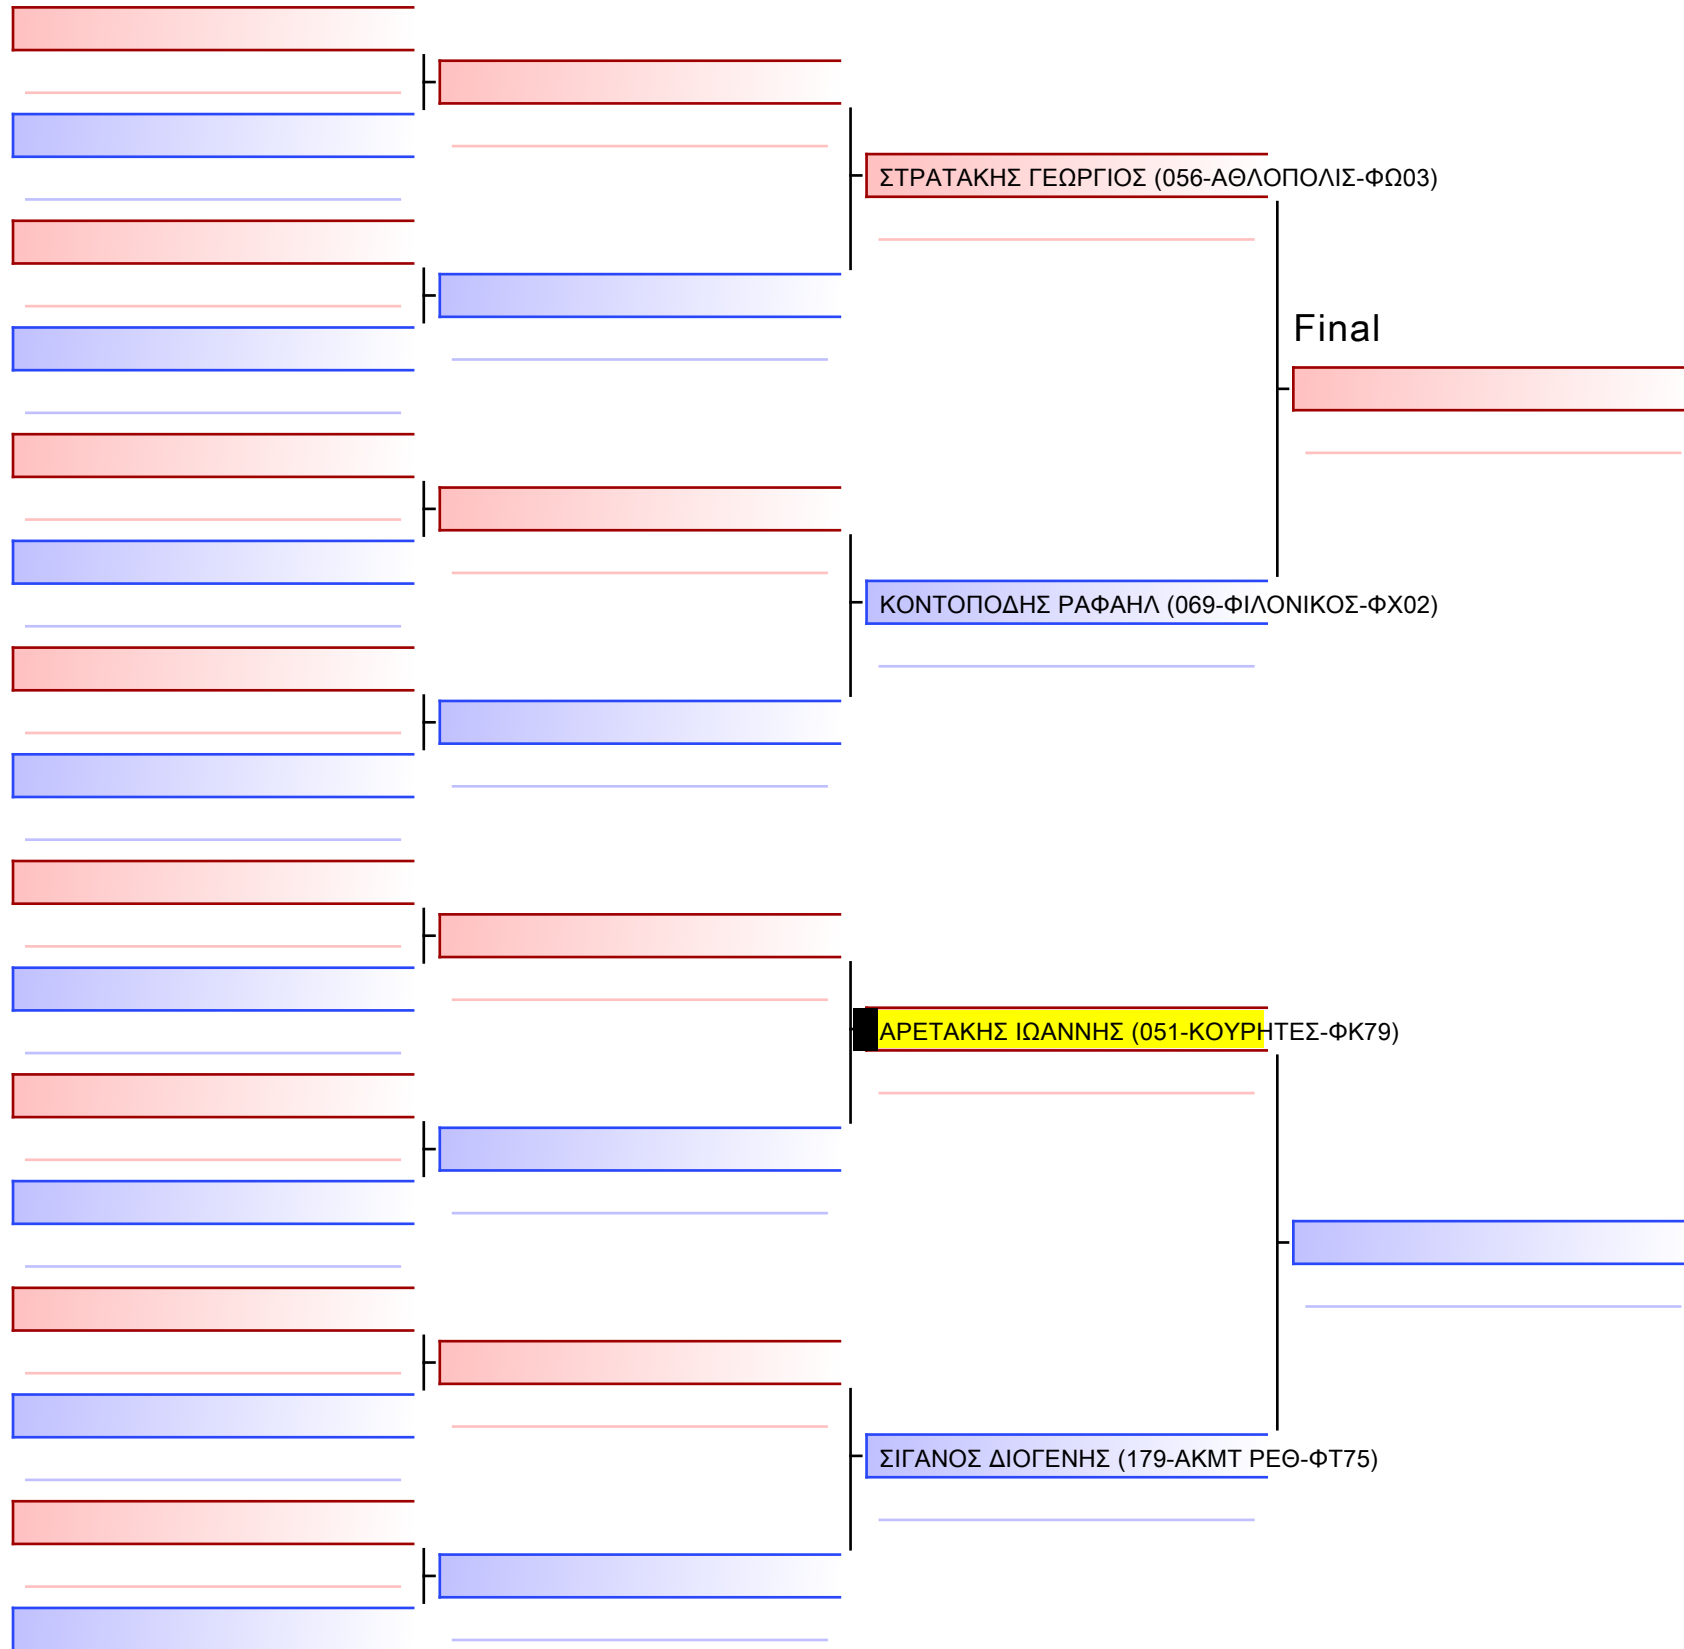 ΣΤΡΑΤΑΚΗΣ ΓΕΩΡΓΙΟΣ (056-ΑΘΛΟΠΟΛΙΣ-ΦΩ03)
Final
ΚΟΝΤΟΠΟΔΗΣ ΡΑΦΑΗΛ (069-ΦΙΛΟΝΙΚΟΣ-ΦΧ02)
ΑΡΕΤΑΚΗΣ ΙΩΑΝΝΗΣ (051-ΚΟΥΡΗΤΕΣ-ΦΚ79)
ΣΙΓΑΝΟΣ ΔΙΟΓΕΝΗΣ (179-ΑΚΜΤ ΡΕΘ-ΦΤ75)